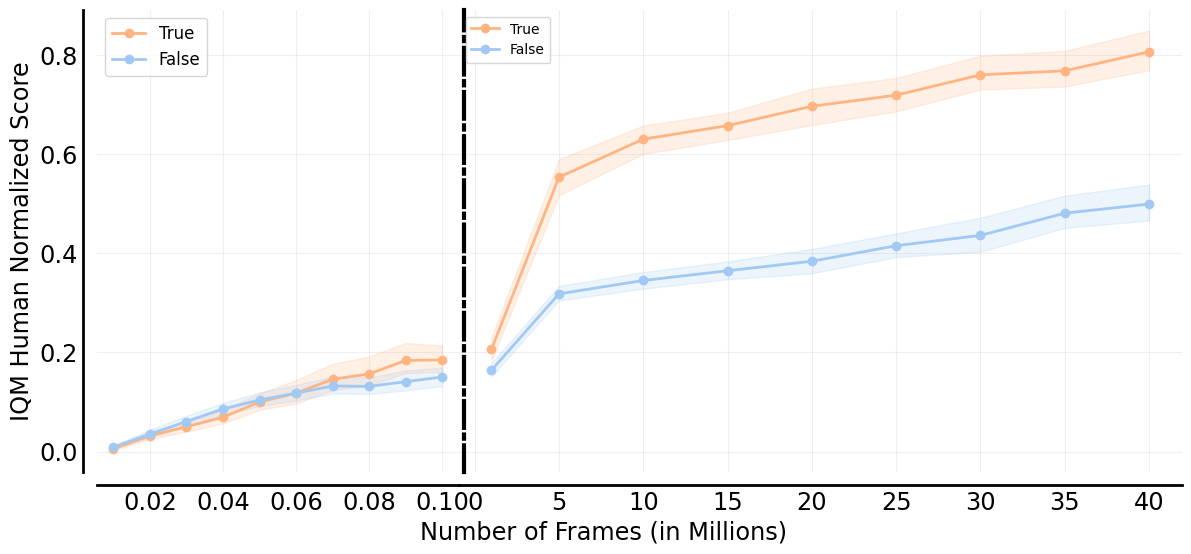 True
False
True
False
IQM Human Normalized Score
0.8
0.6
0.4
0.2
0.0
0.02 0.04 0.06 0.08 0.100 5 10 15 20 25 30 35 40
Number of Frames (in Millions)